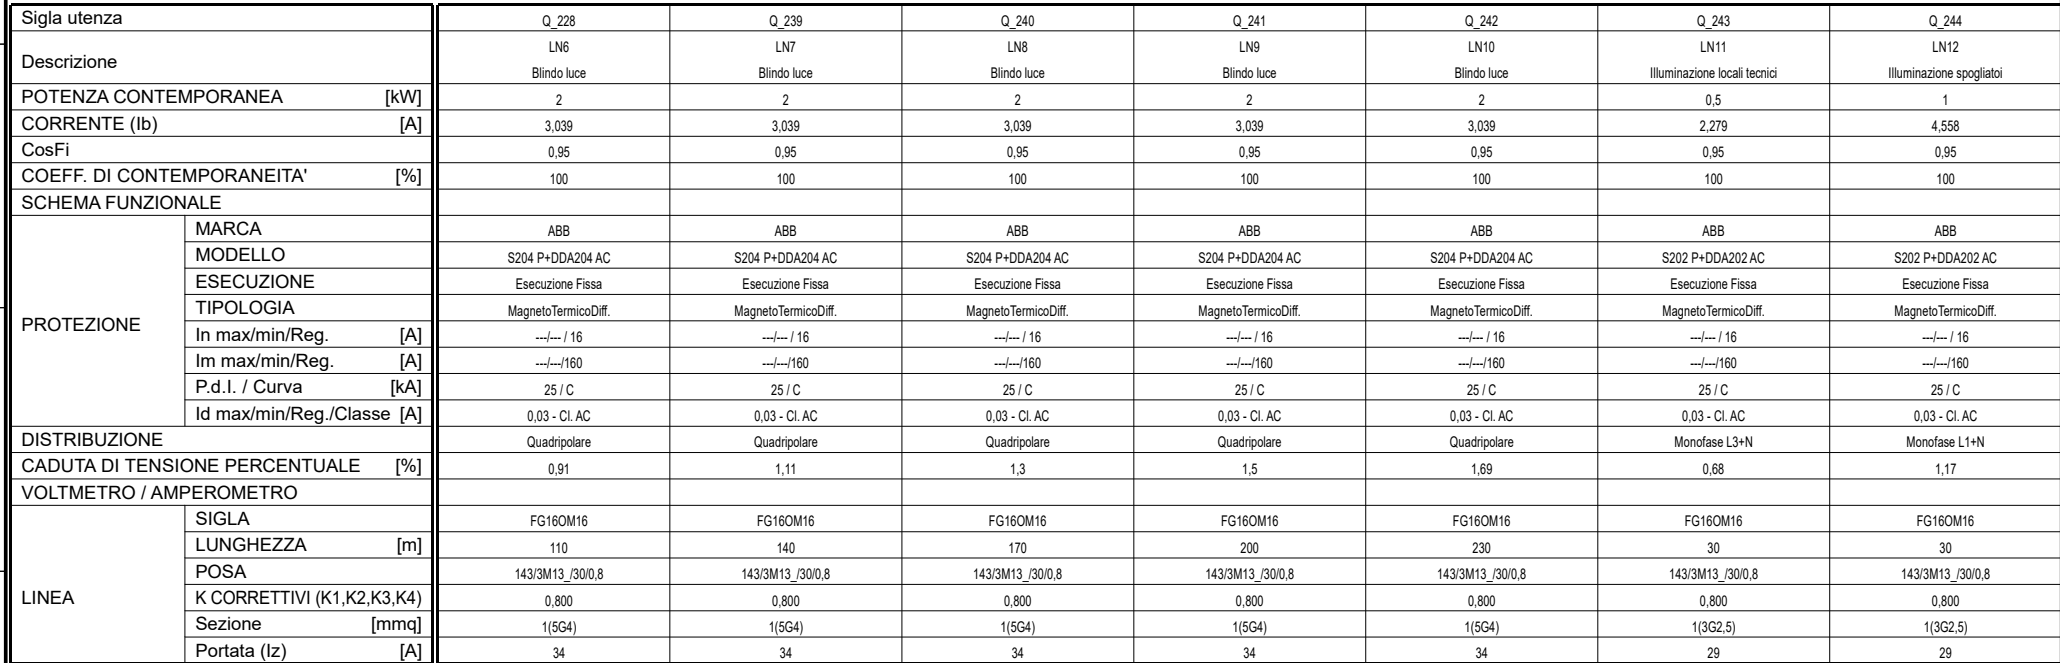 Sigla utenza Q_228 Q_239 Q_240 Q_241 Q_242 Q_243 Q_244
LN6 LN7 LN8 LN9 LN10 LN11 LN12
Descrizione
Blindo luce Blindo luce Blindo luce Blindo luce Blindo luce Illuminazione locali tecnici Illuminazione spogliatoi
POTENZA CONTEMPORANEA [kW] 2 2 2 2 2 0,5 1
CORRENTE (Ib) [A] 3,039 3,039 3,039 3,039 3,039 2,279 4,558
CosFi 0,95 0,95 0,95 0,95 0,95 0,95 0,95
COEFF. DI CONTEMPORANEITA' [%] 100 100 100 100 100 100 100
SCHEMA FUNZIONALE
PROTEZIONE
MARCA ABB ABB ABB ABB ABB ABB ABB
MODELLO S204 P+DDA204 AC S204 P+DDA204 AC S204 P+DDA204 AC S204 P+DDA204 AC S204 P+DDA204 AC S202 P+DDA202 AC S202 P+DDA202 AC
ESECUZIONE Esecuzione Fissa Esecuzione Fissa Esecuzione Fissa Esecuzione Fissa Esecuzione Fissa Esecuzione Fissa Esecuzione Fissa
TIPOLOGIA MagnetoTermicoDiff. MagnetoTermicoDiff. MagnetoTermicoDiff. MagnetoTermicoDiff. MagnetoTermicoDiff. MagnetoTermicoDiff. MagnetoTermicoDiff.
In max/min/Reg. [A] ---/--- / 16 ---/--- / 16 ---/--- / 16 ---/--- / 16 ---/--- / 16 ---/--- / 16 ---/--- / 16
Im max/min/Reg. [A] ---/---/160 ---/---/160 ---/---/160 ---/---/160 ---/---/160 ---/---/160 ---/---/160
P.d.I. / Curva [kA] 25 / C 25 / C 25 / C 25 / C 25 / C 25 / C 25 / C
Id max/min/Reg./Classe [A] 0,03 - Cl. AC 0,03 - Cl. AC 0,03 - Cl. AC 0,03 - Cl. AC 0,03 - Cl. AC 0,03 - Cl. AC 0,03 - Cl. AC
DISTRIBUZIONE Quadripolare Quadripolare Quadripolare Quadripolare Quadripolare Monofase L3+N Monofase L1+N
CADUTA DI TENSIONE PERCENTUALE [%] 0,91 1,11 1,3 1,5 1,69 0,68 1,17
VOLTMETRO / AMPEROMETRO
LINEA
SIGLA FG16OM16 FG16OM16 FG16OM16 FG16OM16 FG16OM16 FG16OM16 FG16OM16
LUNGHEZZA [m] 110 140 170 200 230 30 30
POSA 143/3M13_/30/0,8 143/3M13_/30/0,8 143/3M13_/30/0,8 143/3M13_/30/0,8 143/3M13_/30/0,8 143/3M13_/30/0,8 143/3M13_/30/0,8
K CORRETTIVI (K1,K2,K3,K4) 0,800 0,800 0,800 0,800 0,800 0,800 0,800
Sezione [mmq] 1(5G4) 1(5G4) 1(5G4) 1(5G4) 1(5G4) 1(3G2,5) 1(3G2,5)
Portata (Iz) [A] 34 34 34 34 34 29 29